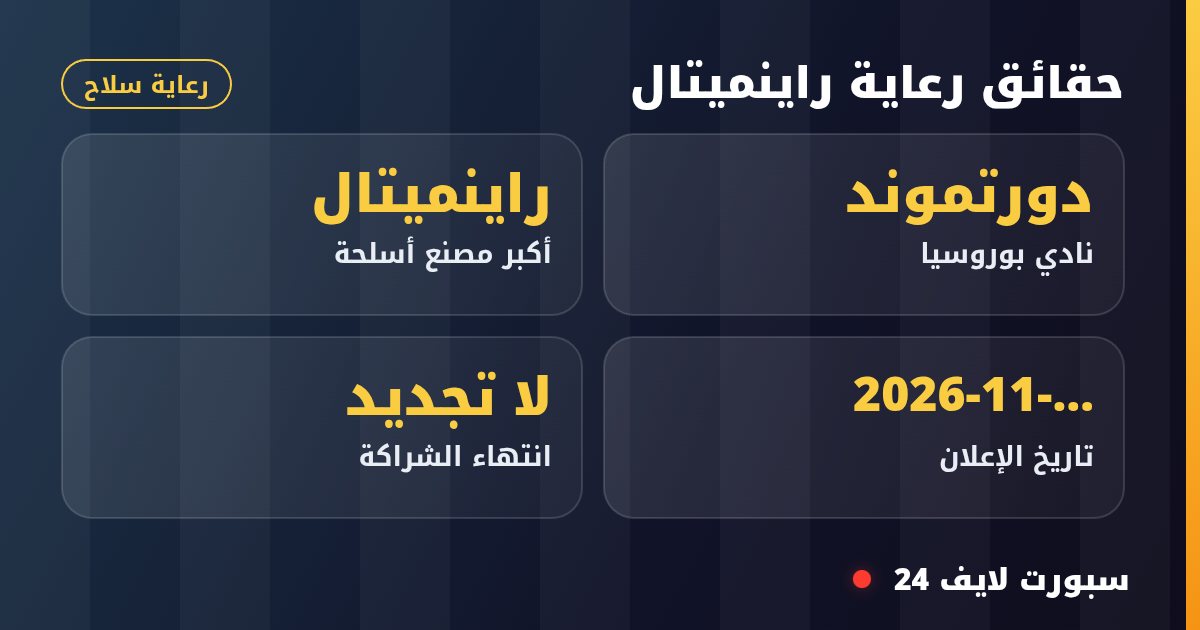 حقائق رعاية راينميتال
رعاية سلاح
دورتموند
نادي بوروسيا
راينميتال
أكبر مصنع أسلحة
2026-11-...
تاريخ الإعلان
لا تجديد
انتهاء الشراكة
سبورت لايف 24